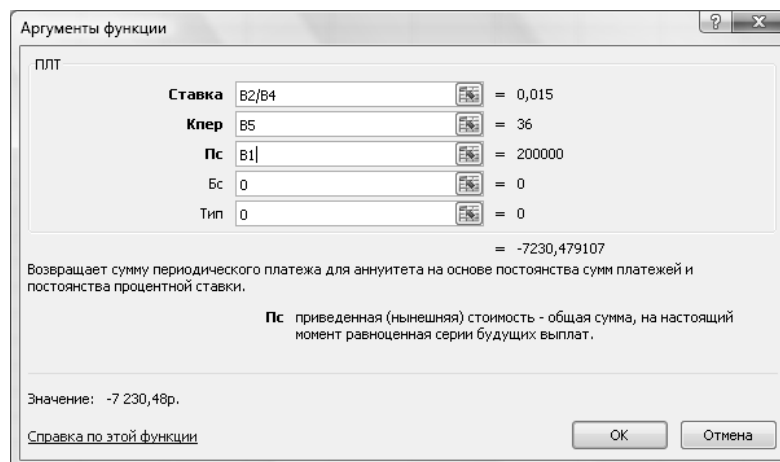 Аргументы функции
ПЛТ
Ставка B2/B4 = 0,015
Кпер B5 = 36
Пс B1 = 200000
Бс 0 = 0
Тип 0 = 0
= -7230,479107
Возвращает сумму периодического платежа для аннуитета на основе постоянства сумм платежей и
постоянства процентной ставки.
Пс приведенная (нынешняя) стоимость - общая сумма, на настоящий
момент равноценная серии будущих выплат.
Значение: -7 230,48р.
Справка по этой функции
ОК Отмена